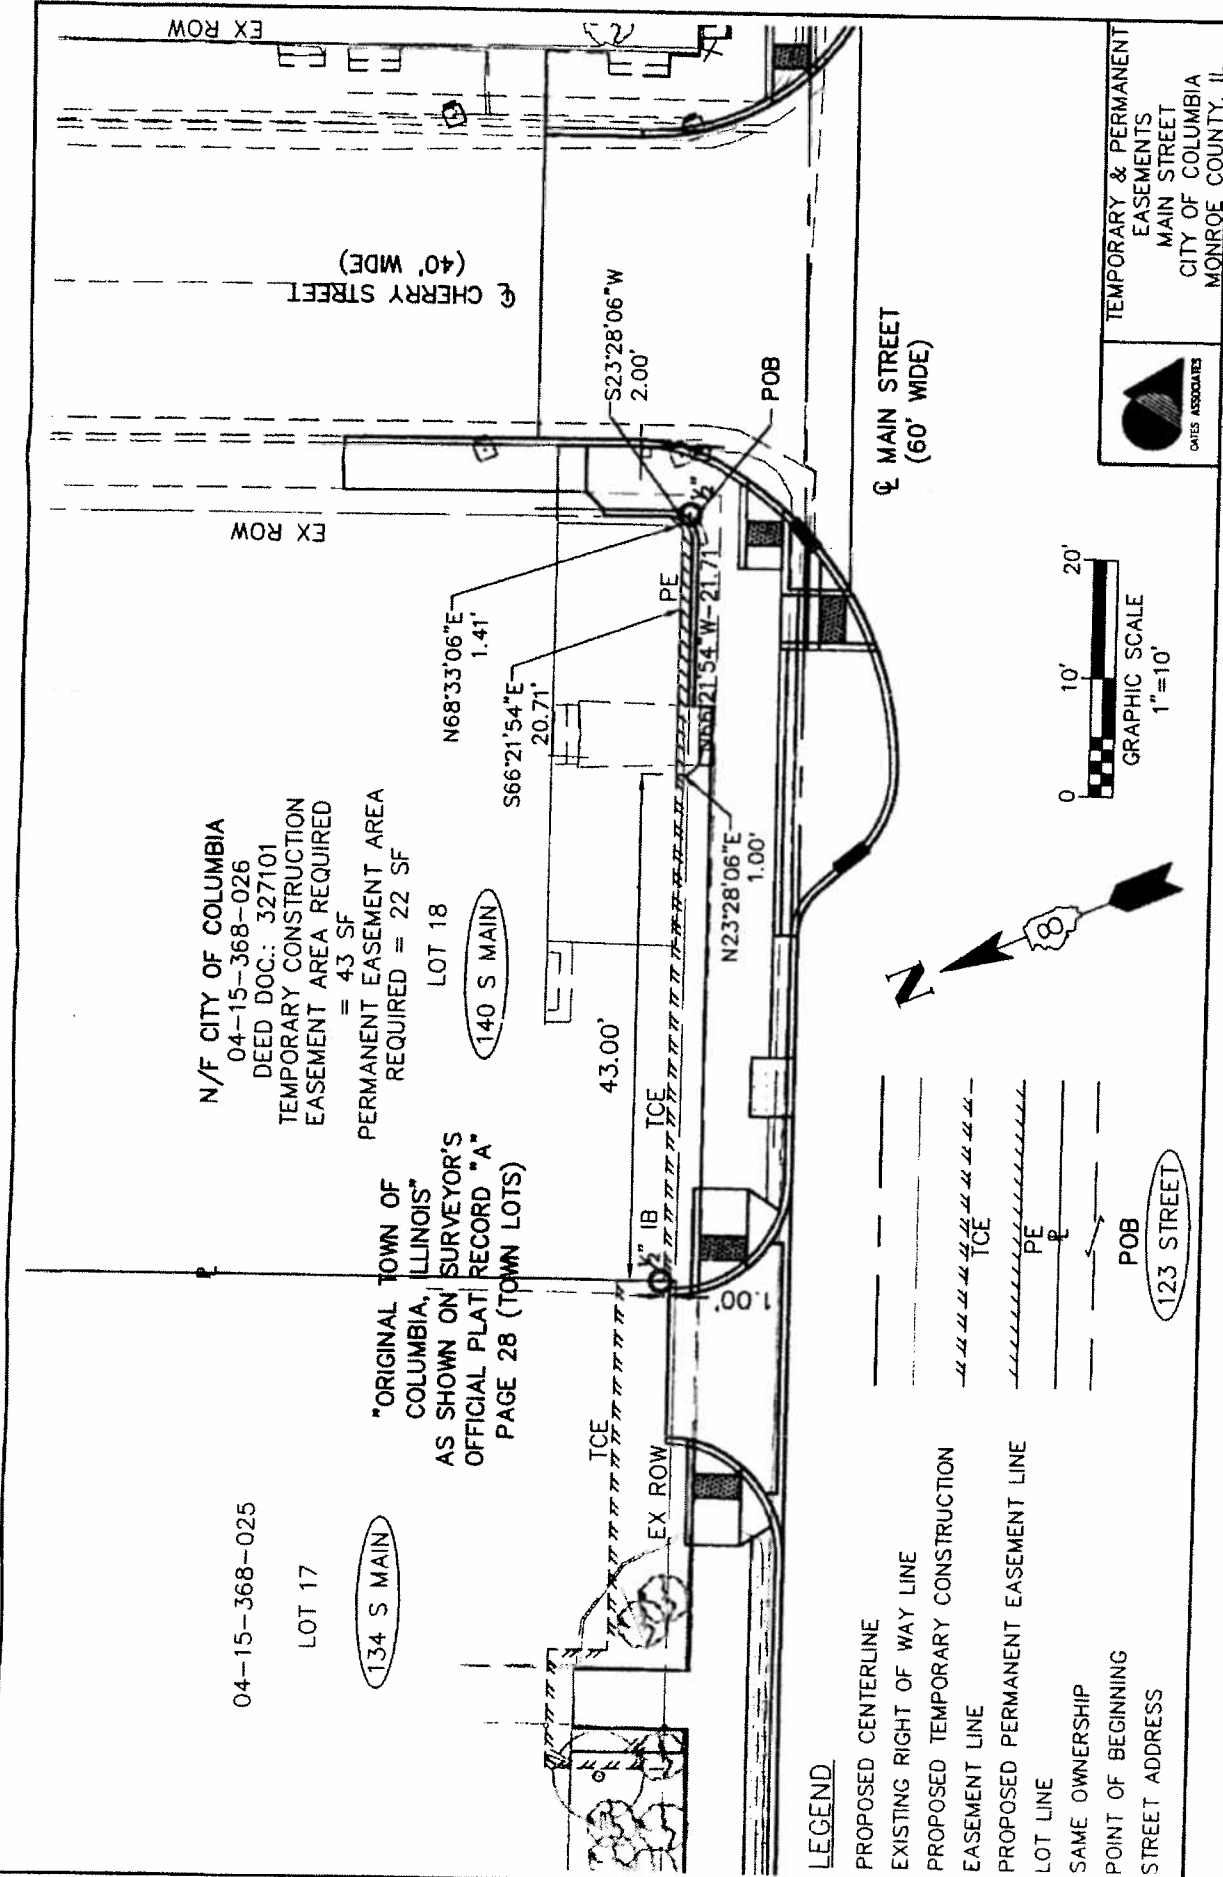 EX ROW
℄ CHERRY STREET
(40' WIDE)
EX ROW
S23°28'06"W
2.00'
POB
N68°33'06"E
1.41'
S66°21'54"E
20.71'
PE
½"
N66°21'54"W-21.71'
N23°28'06"E
1.00'
℄ MAIN STREET
(60' WIDE)
N/F CITY OF COLUMBIA
04-15-368-026
DEED DOC.: 327101
TEMPORARY CONSTRUCTION
EASEMENT AREA REQUIRED
= 43 SF
PERMANENT EASEMENT AREA
REQUIRED = 22 SF
LOT 18
140 S MAIN
43.00'
TCE
½" IB
1.00'
"ORIGINAL TOWN OF
COLUMBIA, ILLINOIS"
AS SHOWN ON SURVEYOR'S
OFFICIAL PLAT RECORD "A"
PAGE 28 (TOWN LOTS)
TCE
EX ROW
04-15-368-025
LOT 17
134 S MAIN
LEGEND
PROPOSED CENTERLINE
EXISTING RIGHT OF WAY LINE
PROPOSED TEMPORARY CONSTRUCTION
EASEMENT LINE
TCE
PROPOSED PERMANENT EASEMENT LINE
PE
LOT LINE
SAME OWNERSHIP
POINT OF BEGINNING
POB
STREET ADDRESS
123 STREET
N
0 10' 20'
GRAPHIC SCALE
1"=10'
OATES ASSOCIATES
TEMPORARY & PERMANENT
EASEMENTS
MAIN STREET
CITY OF COLUMBIA
MONROE COUNTY, IL